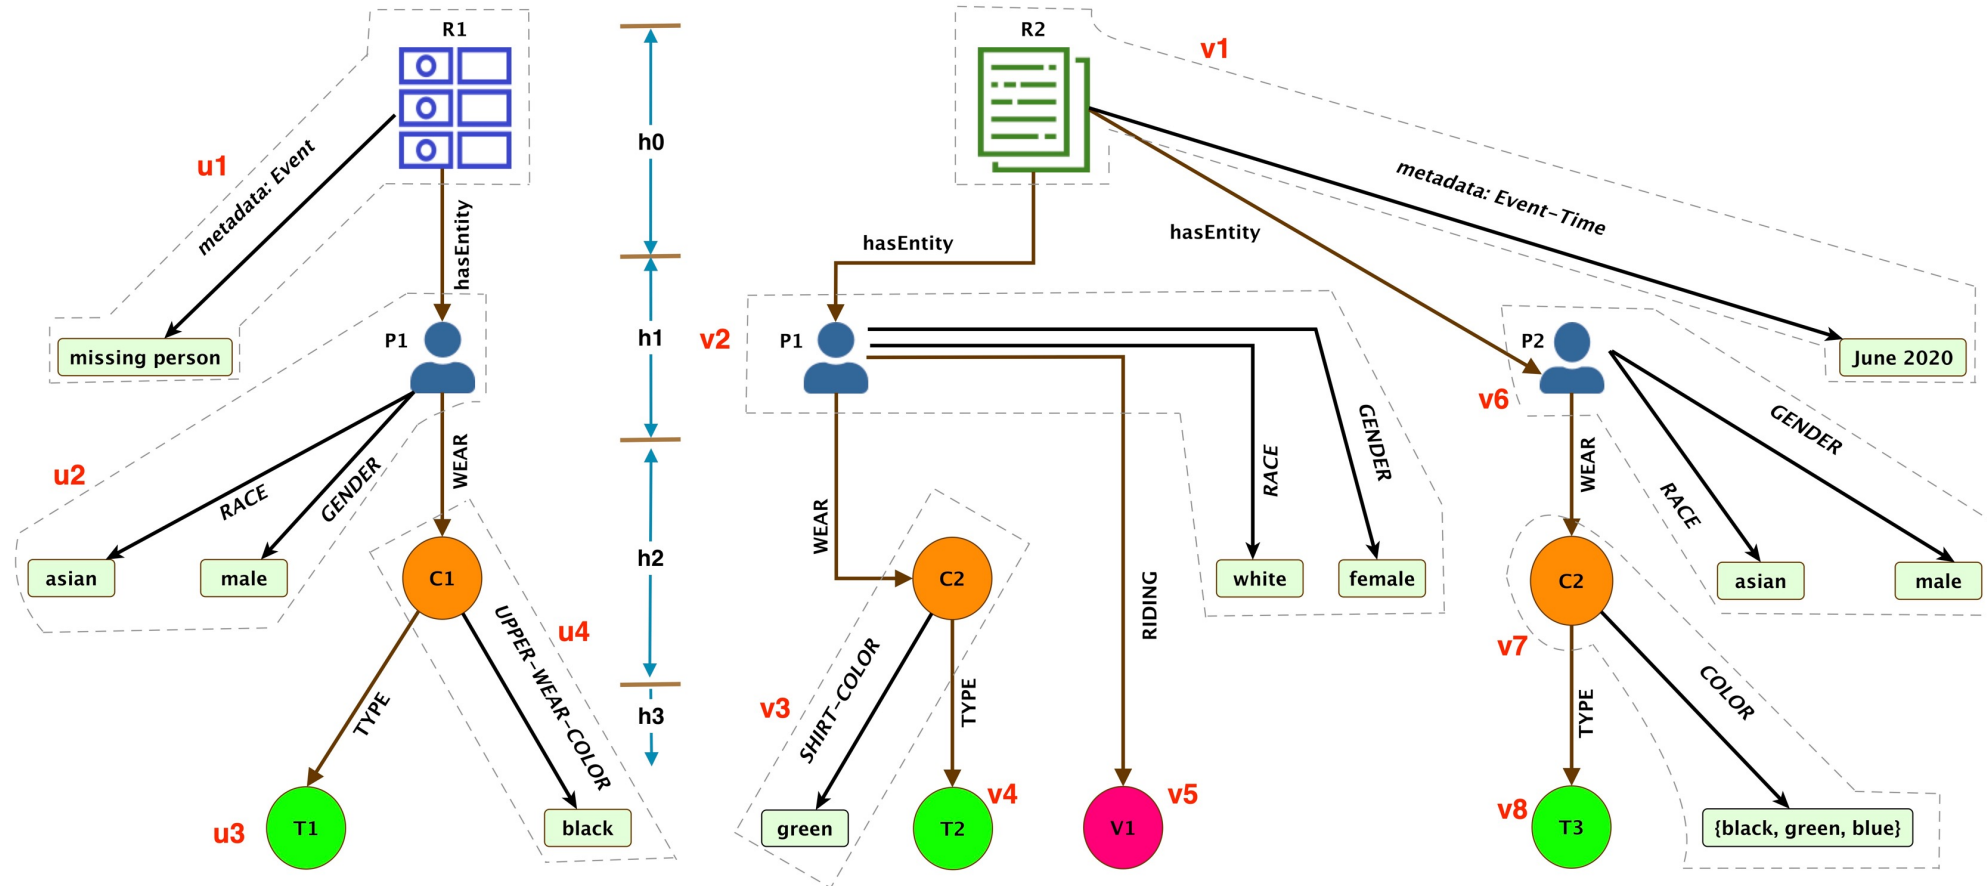 R1
R2
v1
h0
u1
metadata: Event
metadata: Event-Time
hasEntity
hasEntity
hasEntity
missing person
P1
h1
v2
P1
P2
June 2020
v6
GENDER
GENDER
u2
RACE
GENDER
WEAR
WEAR
RACE
WEAR
RACE
asian
male
C1
h2
C2
white
female
C2
asian
male
RIDING
UPPER-WEAR-COLOR
u4
v7
SHIRT-COLOR
TYPE
h3
v3
TYPE
TYPE
COLOR
u3
T1
black
green
T2
v4
V1
v5
v8
T3
{black, green, blue}